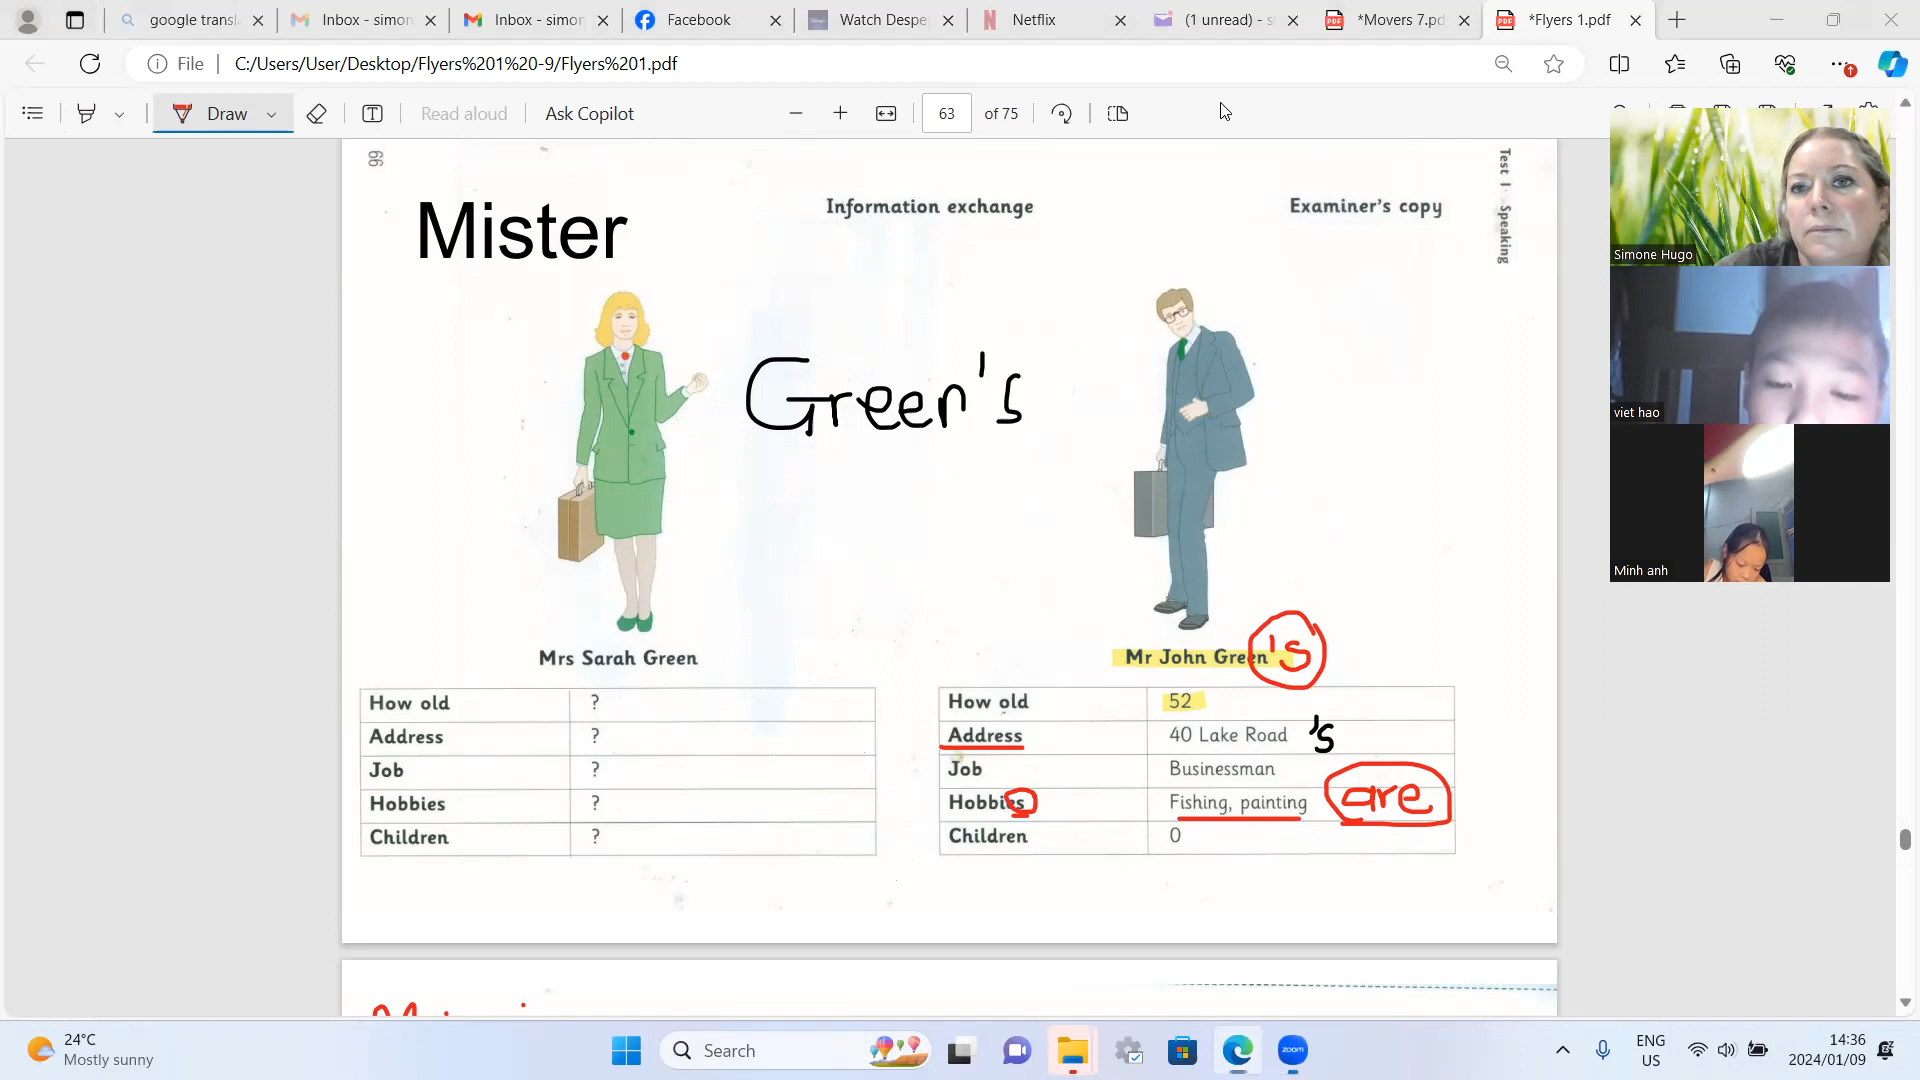 google transl
Inbox - simon
Inbox - simon
Facebook
Watch Despe
Netflix
(1 unread) - s
*Movers 7.pd
*Flyers 1.pdf
File
C:/Users/User/Desktop/Flyers%201%20-9/Flyers%201.pdf
Draw
Read aloud
Ask Copilot
63
of 75
66
Test 1 Speaking
Mister
Information exchange
Examiner's copy
Green's
Simone Hugo
viet hao
Minh anh
Mrs Sarah Green
Mr John Green 's
How old ?
Address ?
Job ?
Hobbies ?
Children ?
How old 52
Address 40 Lake Road 's
Job Businessman
Hobbies Fishing, painting are
Children 0
24°C
Mostly sunny
Search
zoom
ENG
US
14:36
2024/01/09